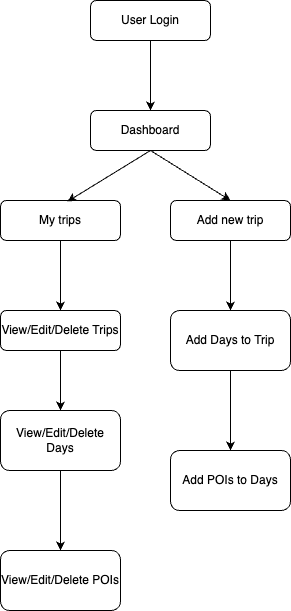 User Login
Dashboard
My trips
Add new trip
View/Edit/Delete Trips
Add Days to Trip
View/Edit/Delete
Days
Add POIs to Days
View/Edit/Delete POIs